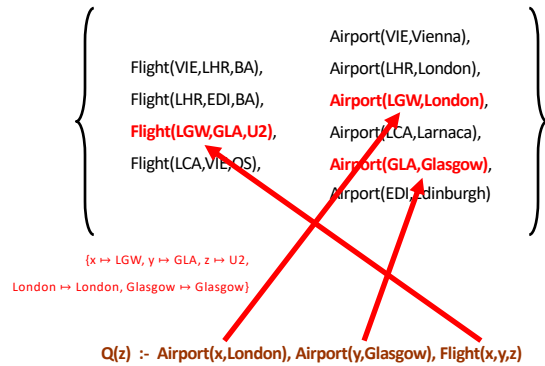 Airport(VIE,Vienna),
Flight(VIE,LHR,BA), Airport(LHR,London),
Flight(LHR,EDI,BA), Airport(LGW,London),
Flight(LGW,GLA,U2), Airport(LCA,Larnaca)
Flight(LCA,VIE,OS), Airport(GLA,Glasgow),
Airport(EDI,Edinburgh)
{x ↦ LGW, y ↦ GLA, z ↦ U2,
London ↦ London, Glasgow ↦ Glasgow}
Q(z) :- Airport(x,London), Airport(y,Glasgow), Flight(x,y,z)